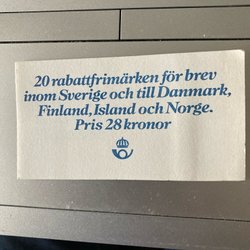 20 rabattfrimärken för brev
inom Sverige och till Danmark,
Finland, Island och Norge.
Pris 28 kronor